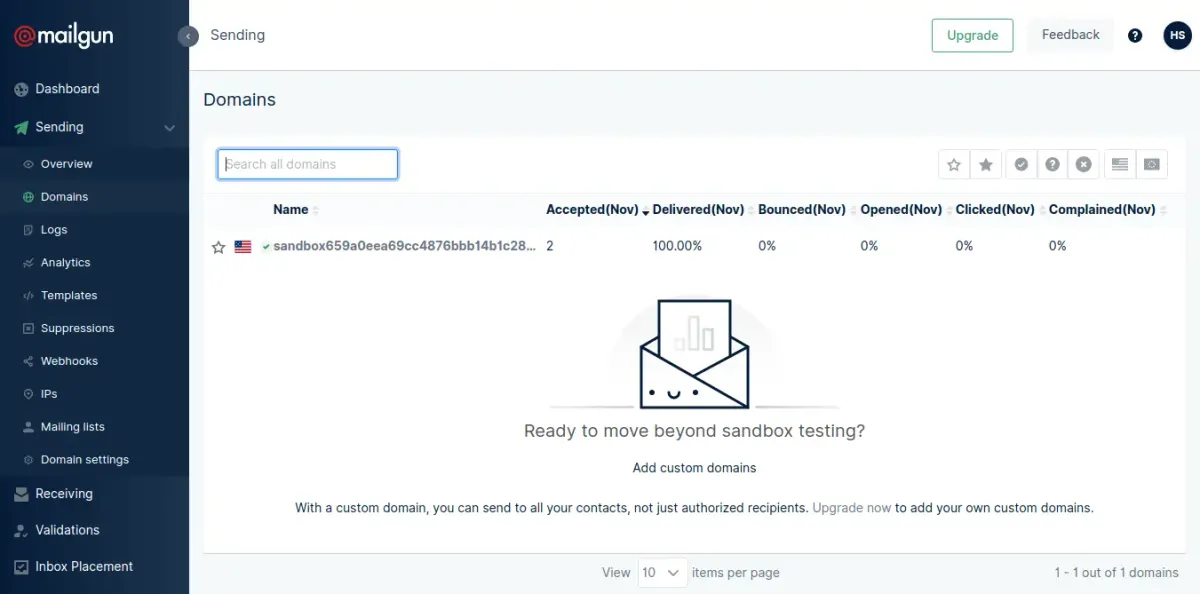 mailgun
Sending
Upgrade
Feedback
?
HS
Dashboard
Sending
Overview
Domains
Logs
Analytics
Templates
Suppressions
Webhooks
IPs
Mailing lists
Domain settings
Receiving
Validations
Inbox Placement
Domains
Search all domains
Name Accepted(Nov) Delivered(Nov) Bounced(Nov) Opened(Nov) Clicked(Nov) Complained(Nov)
sandbox659a0eea69cc4876bbb14b1c28... 2 100.00% 0% 0% 0% 0%
Ready to move beyond sandbox testing?
Add custom domains
With a custom domain, you can send to all your contacts, not just authorized recipients. Upgrade now to add your own custom domains.
View 10 items per page
1 - 1 out of 1 domains